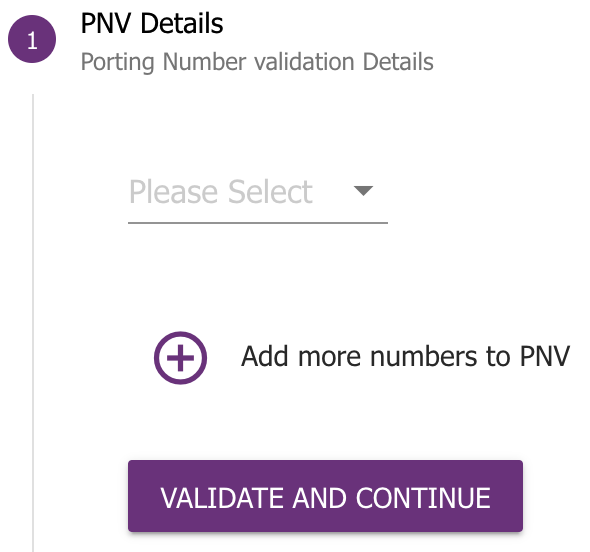 1
PNV Details
Porting Number validation Details
Please Select
Add more numbers to PNV
VALIDATE AND CONTINUE